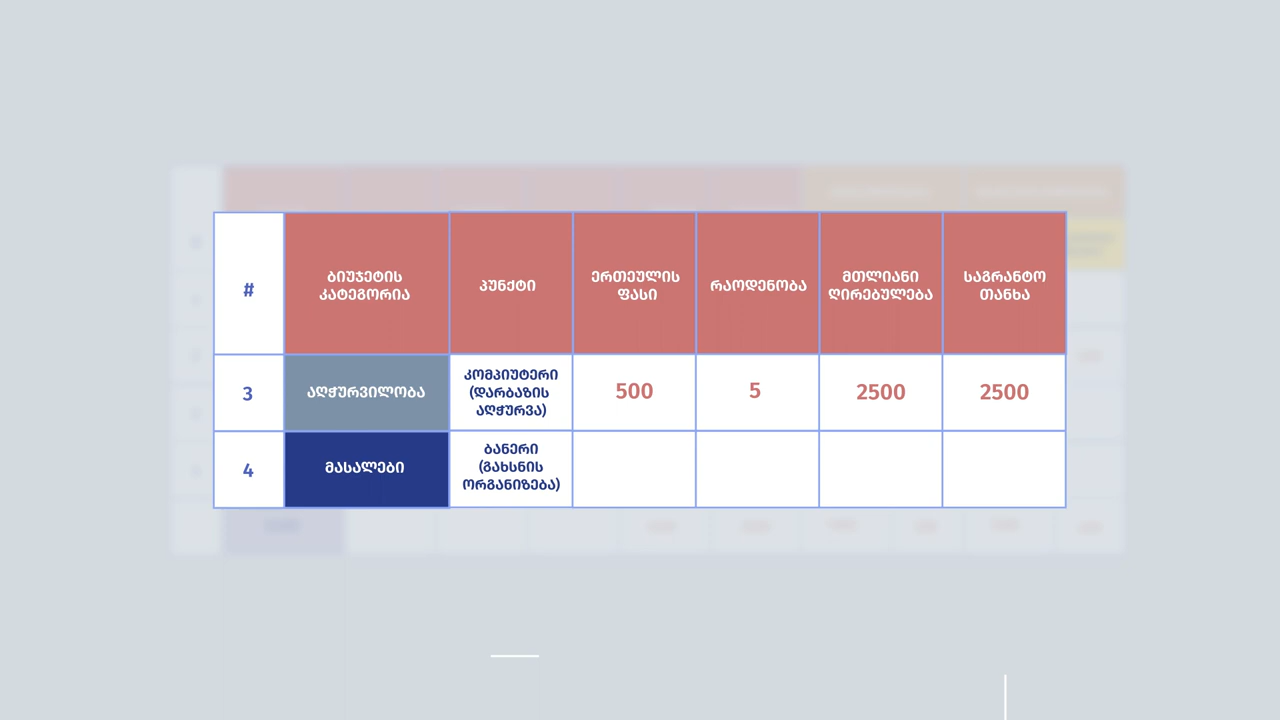 #
ბიუჯეტის
კატეგორია
პუნქტი
ერთეულის
ფასი
რაოდენობა
მთლიანი
ღირებულება
საგრანტო
თანხა
3
აღჭურვილობა
კომპიუტერი
(დარბაზის
აღჭურვა)
500
5
2500
2500
4
მასალები
ბანერი
(გახსნის
ორგანიზება)